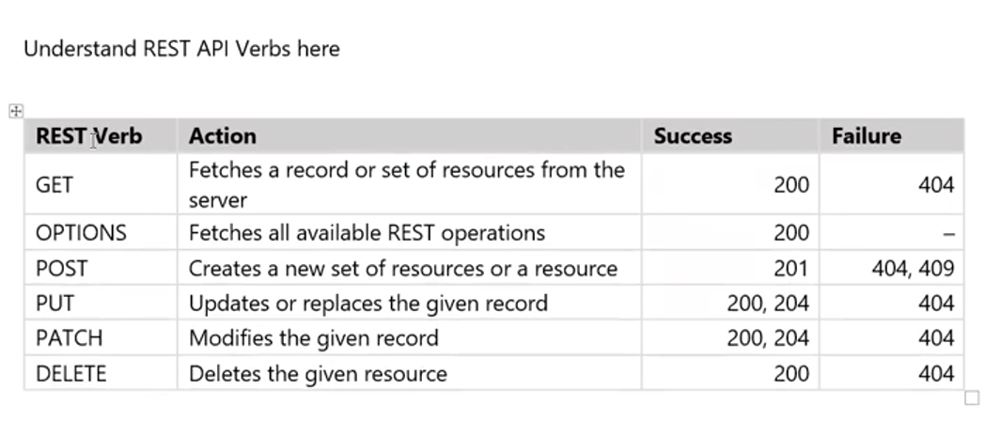 Understand REST API Verbs here
REST Verb Action Success Failure
GET Fetches a record or set of resources from the server 200 404
OPTIONS Fetches all available REST operations 200 –
POST Creates a new set of resources or a resource 201 404, 409
PUT Updates or replaces the given record 200, 204 404
PATCH Modifies the given record 200, 204 404
DELETE Deletes the given resource 200 404